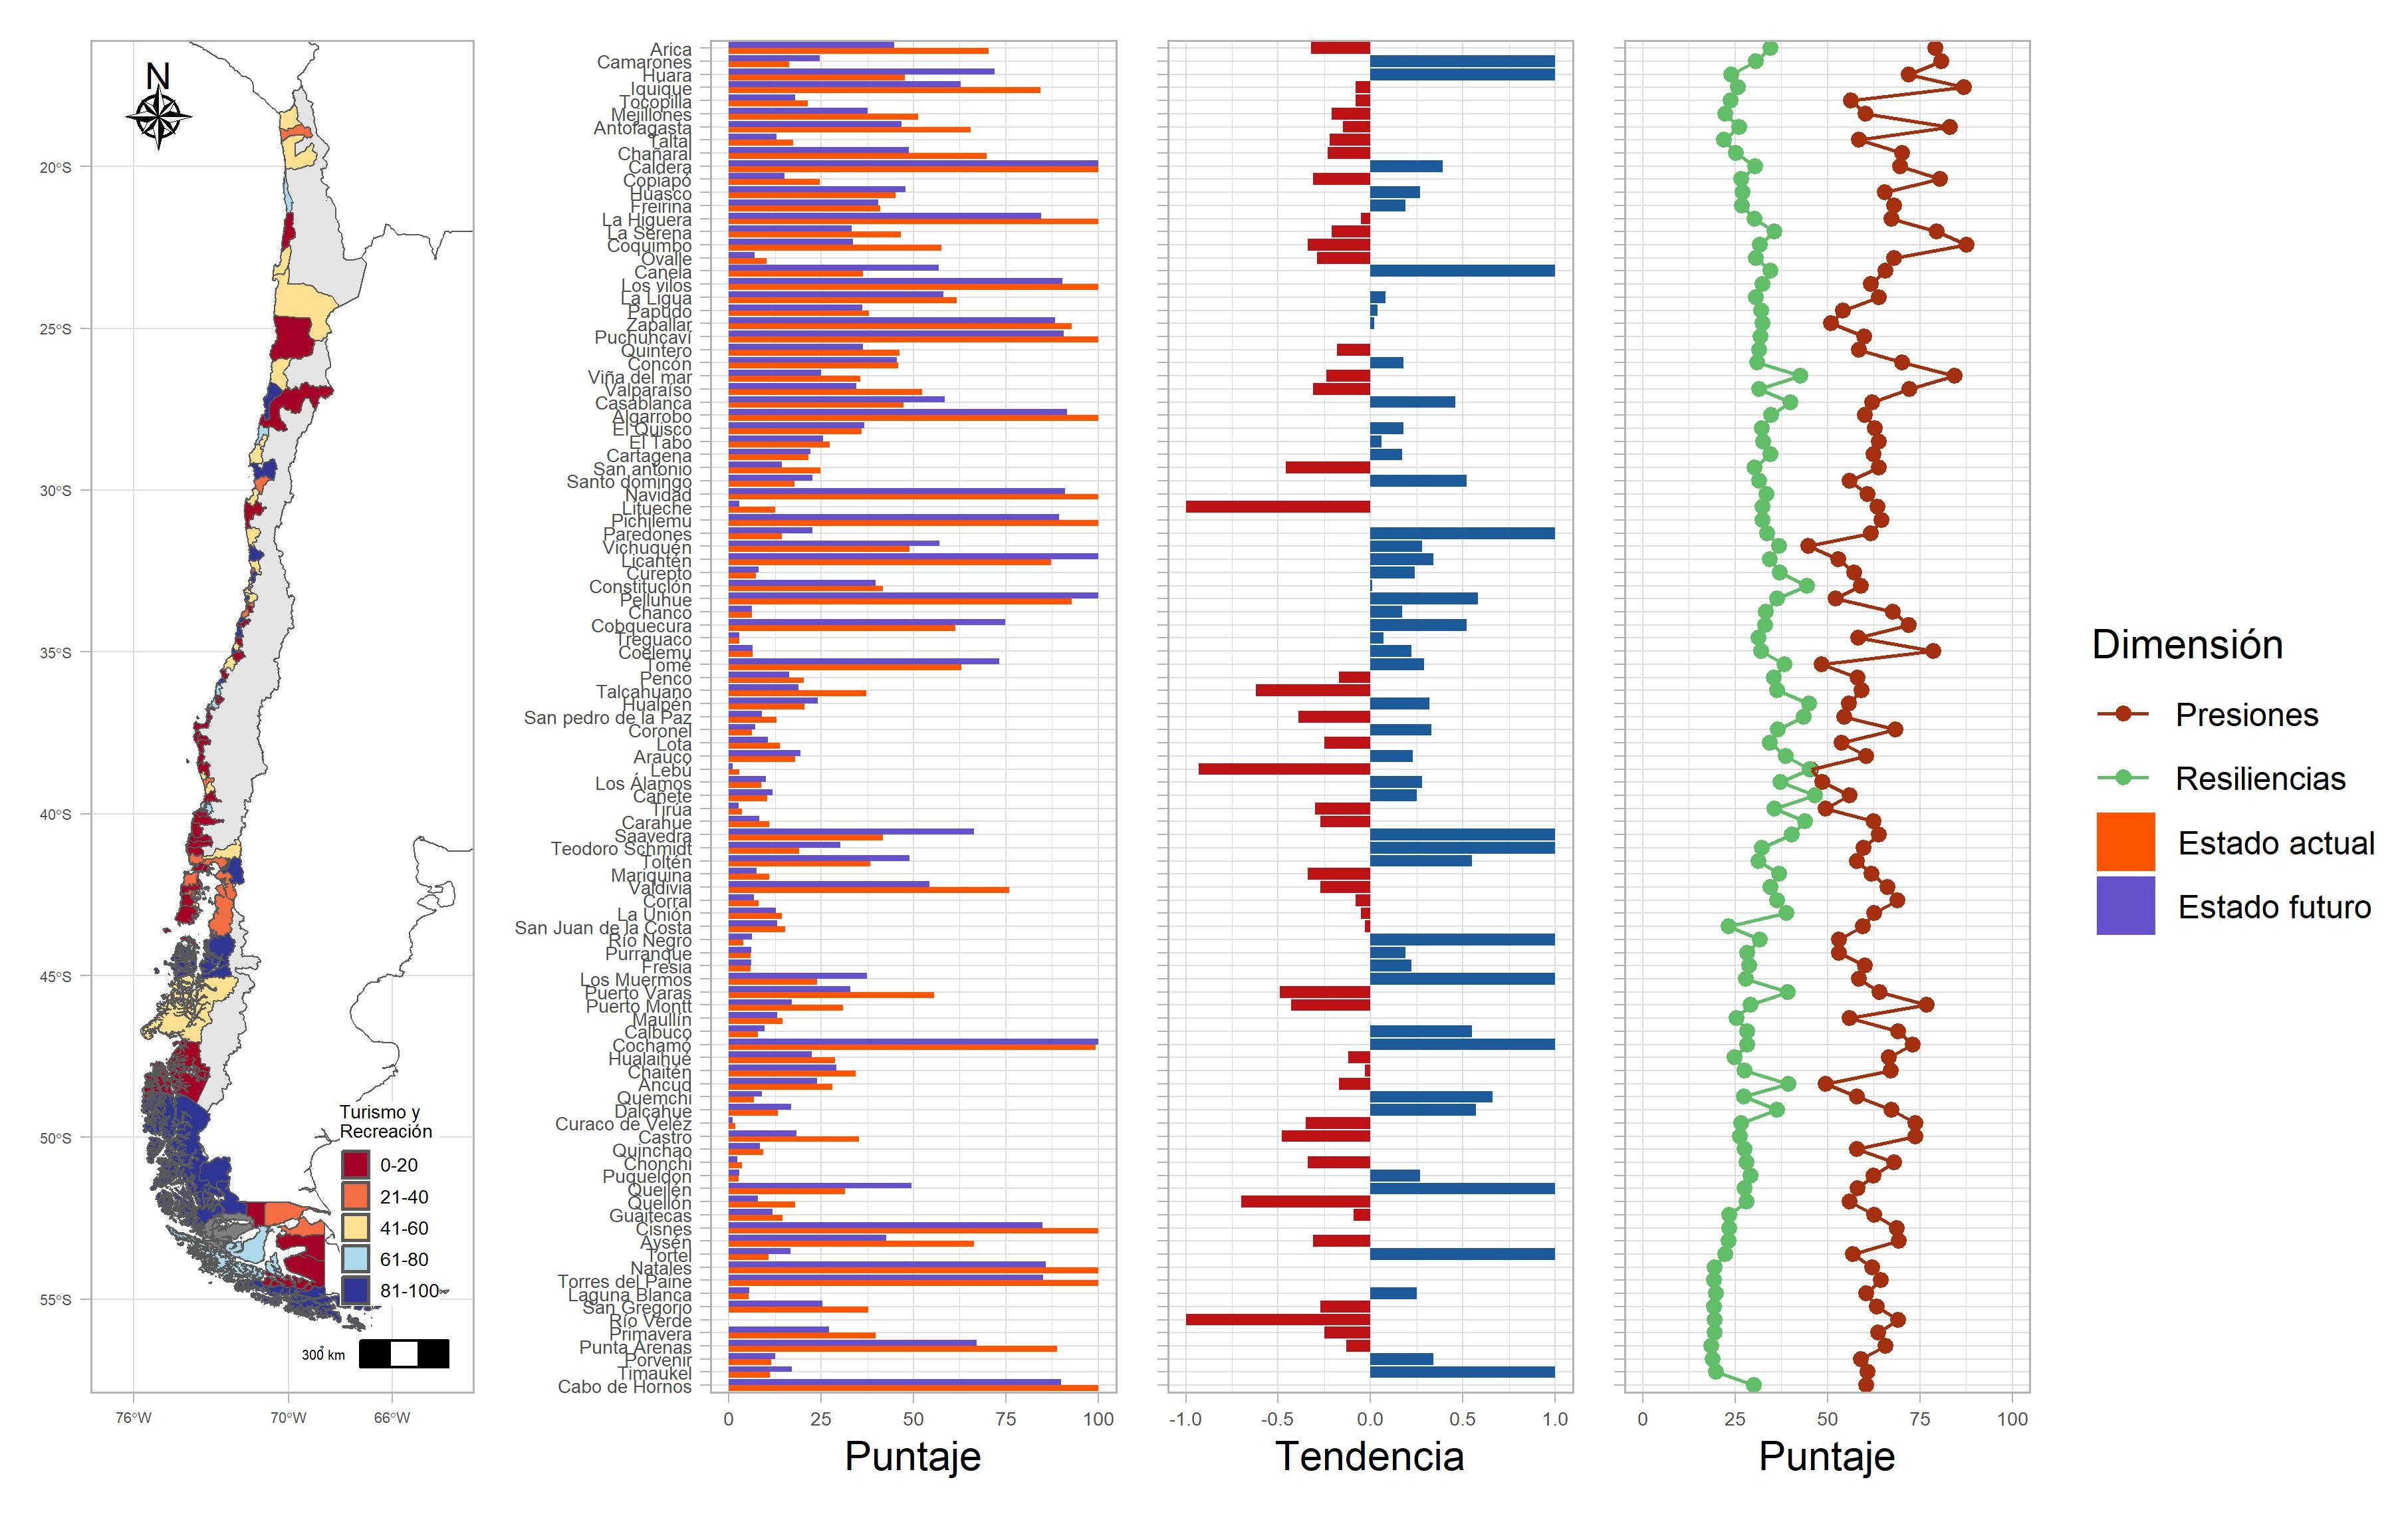 N
20°S
25°S
30°S
35°S
40°S
45°S
50°S
55°S
76°W
70°W
66°W
Turismo y
Recreación
0-20
21-40
41-60
61-80
81-100
300 km
Arica
Camarones
Huara
Iquique
Tocopilla
Mejillones
Antofagasta
Taltal
Chañaral
Caldera
Copiapó
Huasco
Freirina
La Higuera
La Serena
Coquimbo
Ovalle
Canela
Los vilos
La Ligua
Papudo
Zapallar
Puchuncaví
Quintero
Concón
Viña del mar
Valparaíso
Casablanca
Algarrobo
El Quisco
El Tabo
Cartagena
San antonio
Santo domingo
Navidad
Litueche
Pichilemu
Paredones
Vichuquén
Licantén
Curepto
Constitución
Pelluhue
Chanco
Cobquecura
Treguaco
Coelemu
Tomé
Penco
Talcahuano
Hualpén
San pedro de la Paz
Coronel
Lota
Arauco
Lebu
Los Álamos
Cañete
Tirúa
Carahue
Saavedra
Teodoro Schmidt
Toltén
Mariquina
Valdivia
Corral
La Unión
San Juan de la Costa
Río Negro
Purranque
Fresia
Los Muermos
Puerto Varas
Puerto Montt
Maullín
Calbuco
Cochamó
Hualaihué
Chaitén
Ancud
Quemchi
Dalcahue
Curaco de Veléz
Castro
Quinchao
Chonchi
Puqueldon
Queilén
Quellón
Guaitecas
Cisnes
Aysén
Tortel
Natales
Torres del Paine
Laguna Blanca
San Gregorio
Río Verde
Primavera
Punta Arenas
Porvenir
Timaukel
Cabo de Hornos
0 25 50 75 100
Puntaje
-1.0 -0.5 0.0 0.5 1.0
Tendencia
0 25 50 75 100
Puntaje
Dimensión
Presiones
Resiliencias
Estado actual
Estado futuro